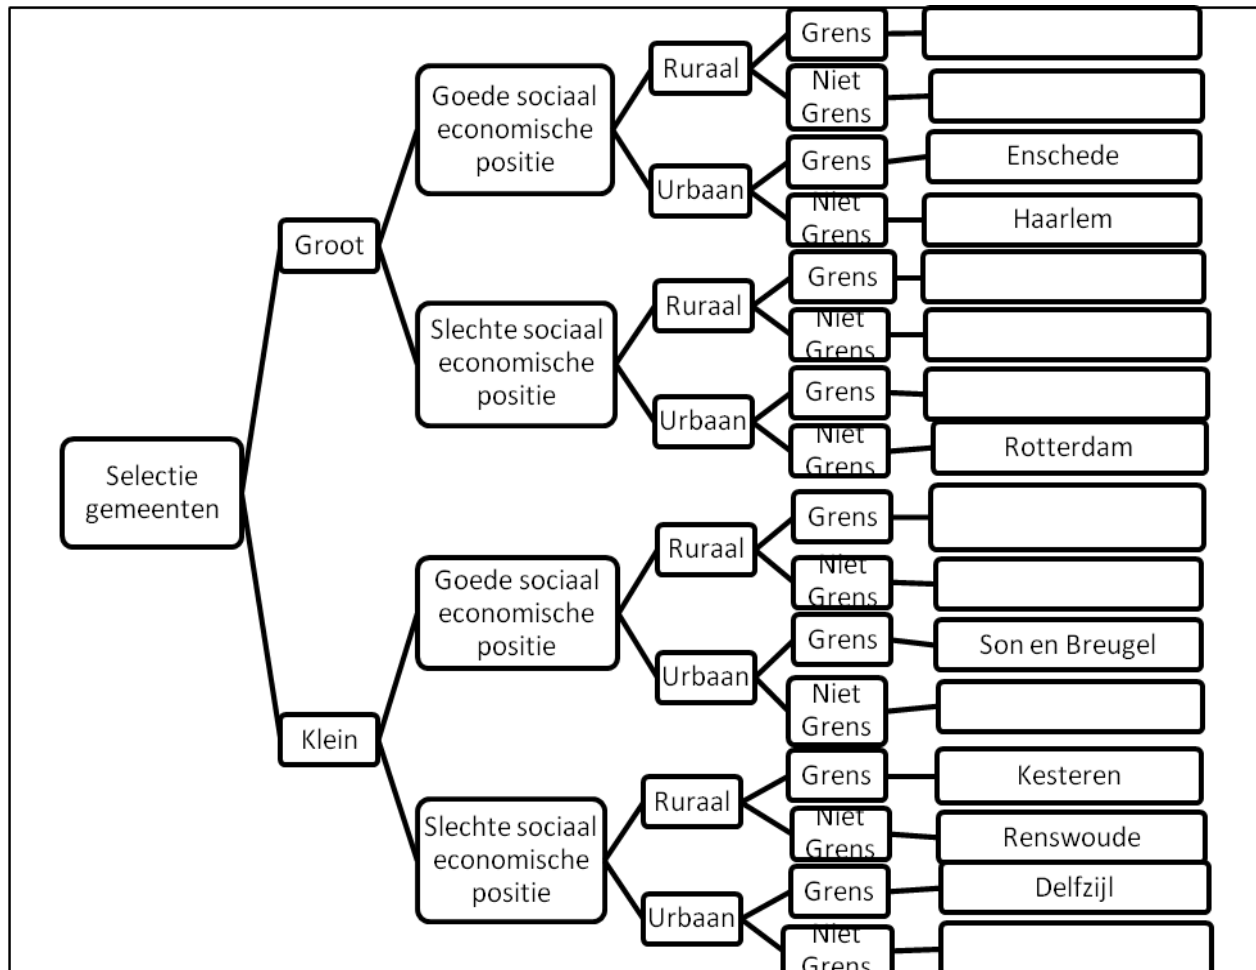 Selectie
gemeenten
Groot
Goede sociaal
economische
positie
Ruraal
Grens
Niet
Grens
Urbaan
Grens
Enschede
Niet
Grens
Haarlem
Slechte sociaal
economische
positie
Ruraal
Grens
Niet
Grens
Urbaan
Grens
Niet
Grens
Rotterdam
Klein
Goede sociaal
economische
positie
Ruraal
Grens
Niet
Grens
Urbaan
Grens
Son en Breugel
Niet
Grens
Slechte sociaal
economische
positie
Ruraal
Grens
Kesteren
Niet
Grens
Renswoude
Urbaan
Grens
Delfzijl
Niet
Grens